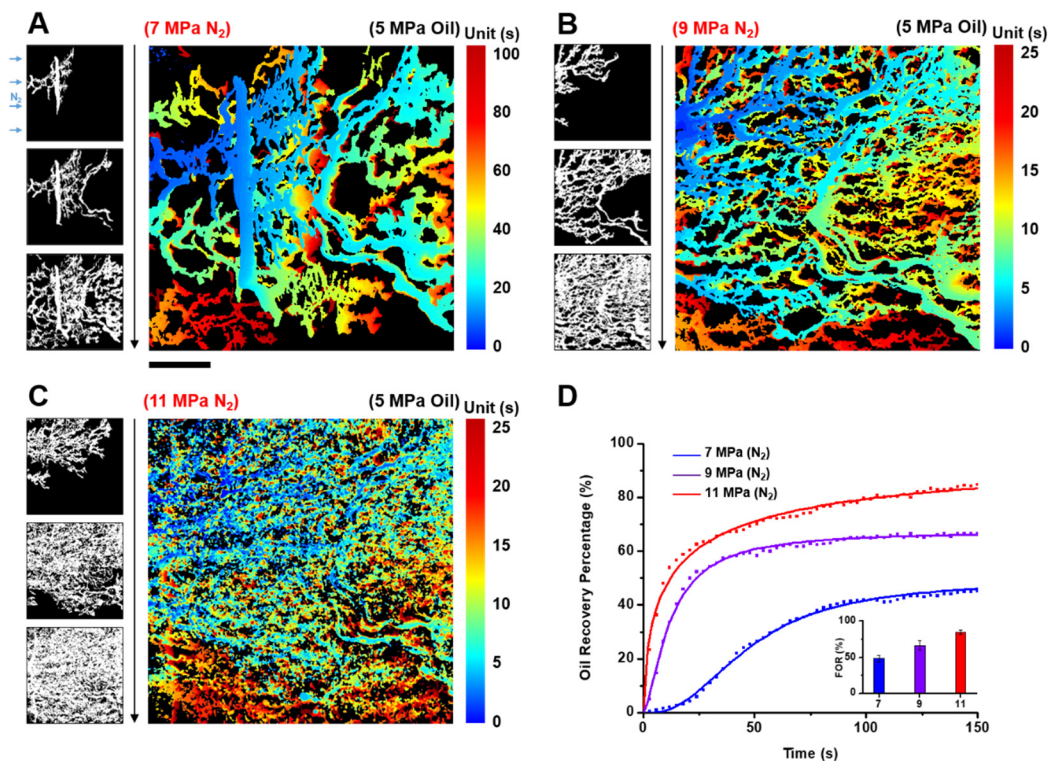 A
(7 MPa N₂)
(5 MPa Oil)
Unit (s)
N₂
100
80
60
40
20
0
B
(9 MPa N₂)
(5 MPa Oil)
Unit (s)
25
20
15
10
5
0
C
(11 MPa N₂)
(5 MPa Oil)
Unit (s)
25
20
15
10
5
0
D
Oil Recovery Percentage (%)
100
80
60
40
20
0
7 MPa (N₂)
9 MPa (N₂)
11 MPa (N₂)
FOR (%)
100
50
0
7 9 11
0 50 100 150
Time (s)